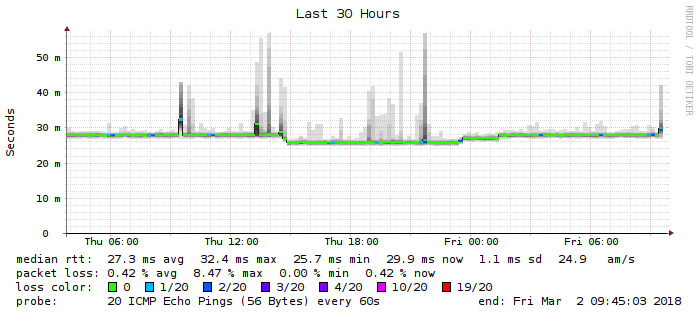 Last 30 Hours
RRDTOOL / TOBI OETIKER
Seconds
50 m
40 m
30 m
20 m
10 m
0
Thu 06:00 Thu 12:00 Thu 18:00 Fri 00:00 Fri 06:00
median rtt: 27.3 ms avg 32.4 ms max 25.7 ms min 29.9 ms now 1.1 ms sd 24.9 am/s
packet loss: 0.42 % avg 8.47 % max 0.00 % min 0.42 % now
loss color: 0 1/20 2/20 3/20 4/20 10/20 19/20
probe: 20 ICMP Echo Pings (56 Bytes) every 60s end: Fri Mar 2 09:45:03 2018